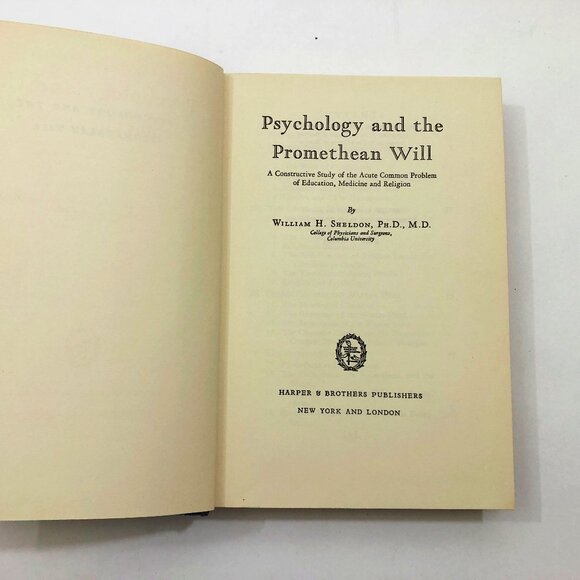 Psychology and the
Promethean Will
A Constructive Study of the Acute Common Problem
of Education, Medicine and Religion
By
WILLIAM H. SHELDON, PH.D., M.D.
College of Physicians and Surgeons,
Columbia University
HARPER & BROTHERS PUBLISHERS
NEW YORK AND LONDON